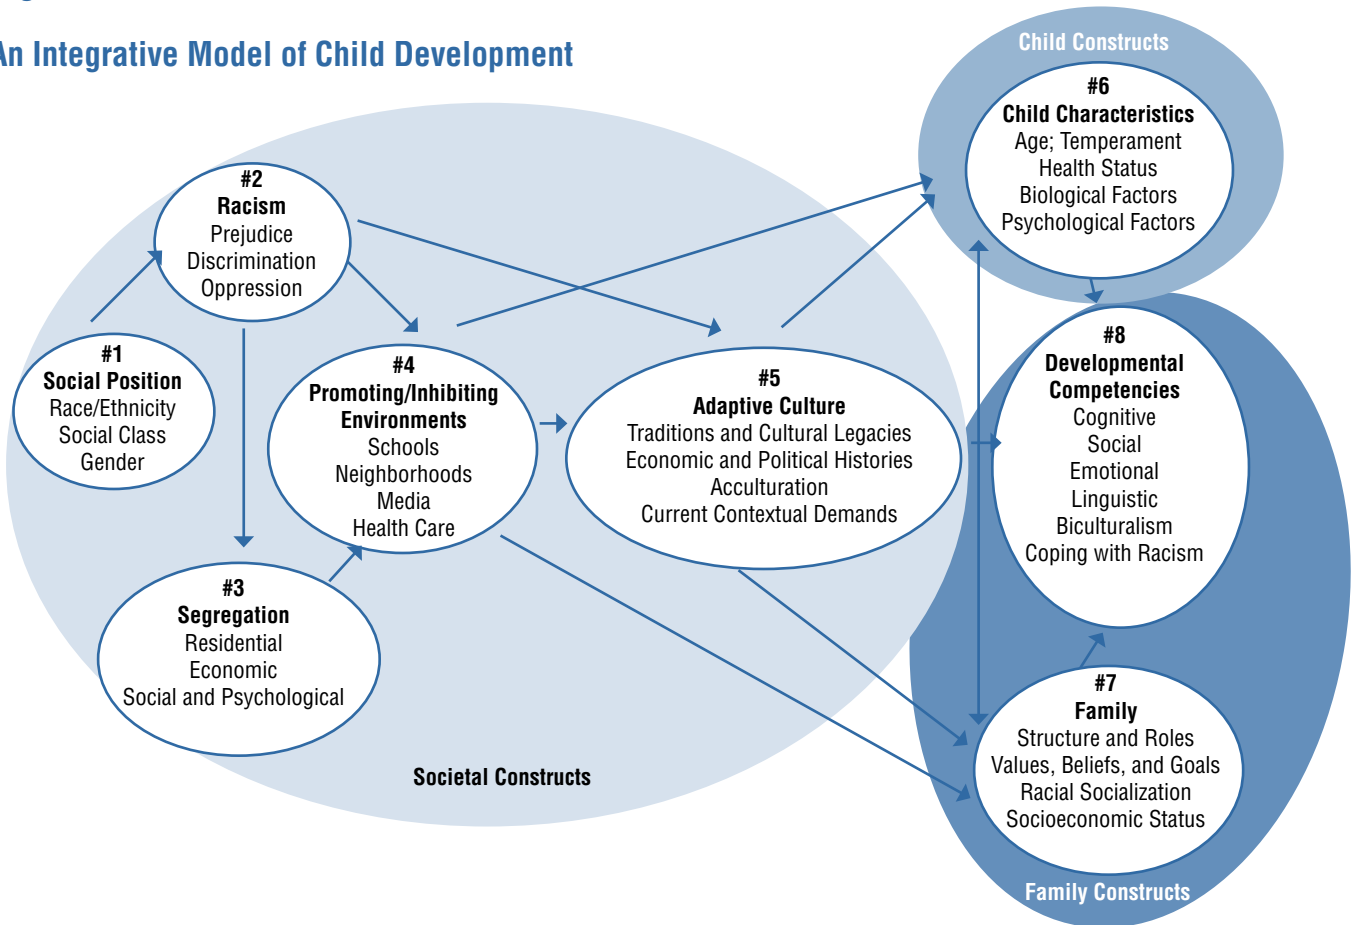 An Integrative Model of Child Development
Child Constructs
#6
Child Characteristics
Age; Temperament
Health Status
Biological Factors
Psychological Factors
#2
Racism
Prejudice
Discrimination
Oppression
#1
Social Position
Race/Ethnicity
Social Class
Gender
#4
Promoting/Inhibiting
Environments
Schools
Neighborhoods
Media
Health Care
#5
Adaptive Culture
Traditions and Cultural Legacies
Economic and Political Histories
Acculturation
Current Contextual Demands
#8
Developmental
Competencies
Cognitive
Social
Emotional
Linguistic
Biculturalism
Coping with Racism
#3
Segregation
Residential
Economic
Social and Psychological
#7
Family
Structure and Roles
Values, Beliefs, and Goals
Racial Socialization
Socioeconomic Status
Societal Constructs
Family Constructs